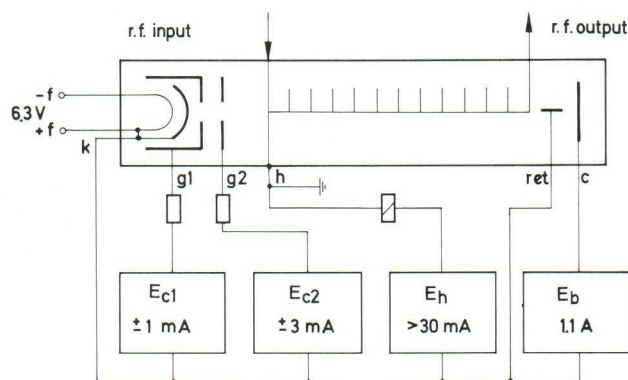 r.f. input
r.f. output
-f
6,3 V
+f
k
g1
g2
h
ret
c
Ec1
± 1 mA
Ec2
± 3 mA
Eh
>30 mA
Eb
1.1 A